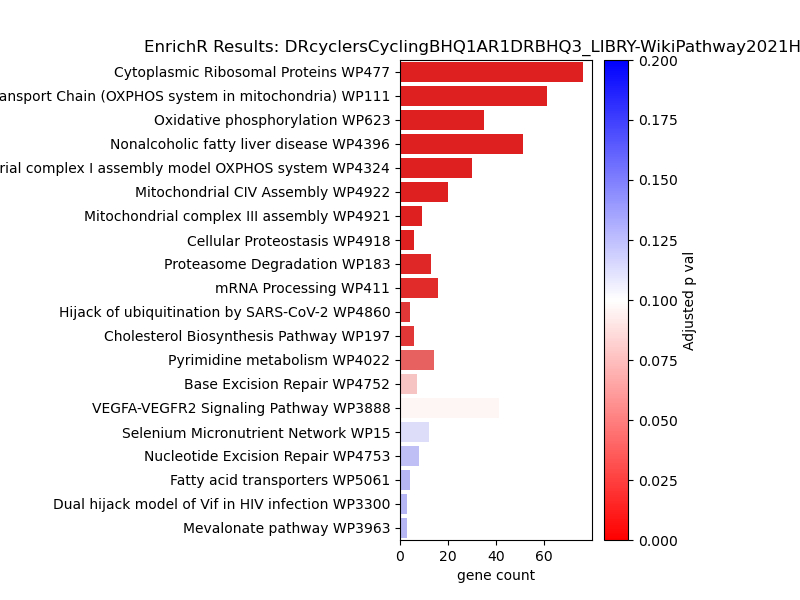 EnrichR Results: DRcyclersCyclingBHQ1AR1DRBHQ3_LIBRY-WikiPathway2021H
Cytoplasmic Ribosomal Proteins WP477
ansport Chain (OXPHOS system in mitochondria) WP111
Oxidative phosphorylation WP623
Nonalcoholic fatty liver disease WP4396
rial complex I assembly model OXPHOS system WP4324
Mitochondrial CIV Assembly WP4922
Mitochondrial complex III assembly WP4921
Cellular Proteostasis WP4918
Proteasome Degradation WP183
mRNA Processing WP411
Hijack of ubiquitination by SARS-CoV-2 WP4860
Cholesterol Biosynthesis Pathway WP197
Pyrimidine metabolism WP4022
Base Excision Repair WP4752
VEGFA-VEGFR2 Signaling Pathway WP3888
Selenium Micronutrient Network WP15
Nucleotide Excision Repair WP4753
Fatty acid transporters WP5061
Dual hijack model of Vif in HIV infection WP3300
Mevalonate pathway WP3963
0 20 40 60
gene count
0.200
0.175
0.150
0.125
0.100
0.075
0.050
0.025
0.000
Adjusted p val